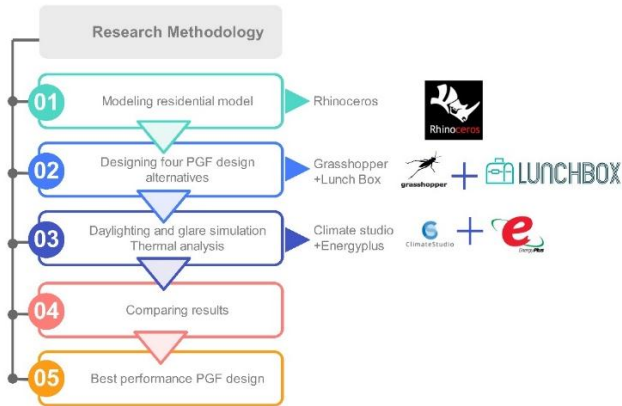 Research Methodology
01
Modeling residential model
Rhinoceros
Rhinoceros
02
Designing four PGF design
alternatives
Grasshopper
+Lunch Box
grasshopper
+
LUNCHBOX
03
Daylighting and glare simulation
Thermal analysis
Climate studio
+Energyplus
ClimateStudio
+
e
EnergyPlus
04
Comparing results
05
Best performance PGF design